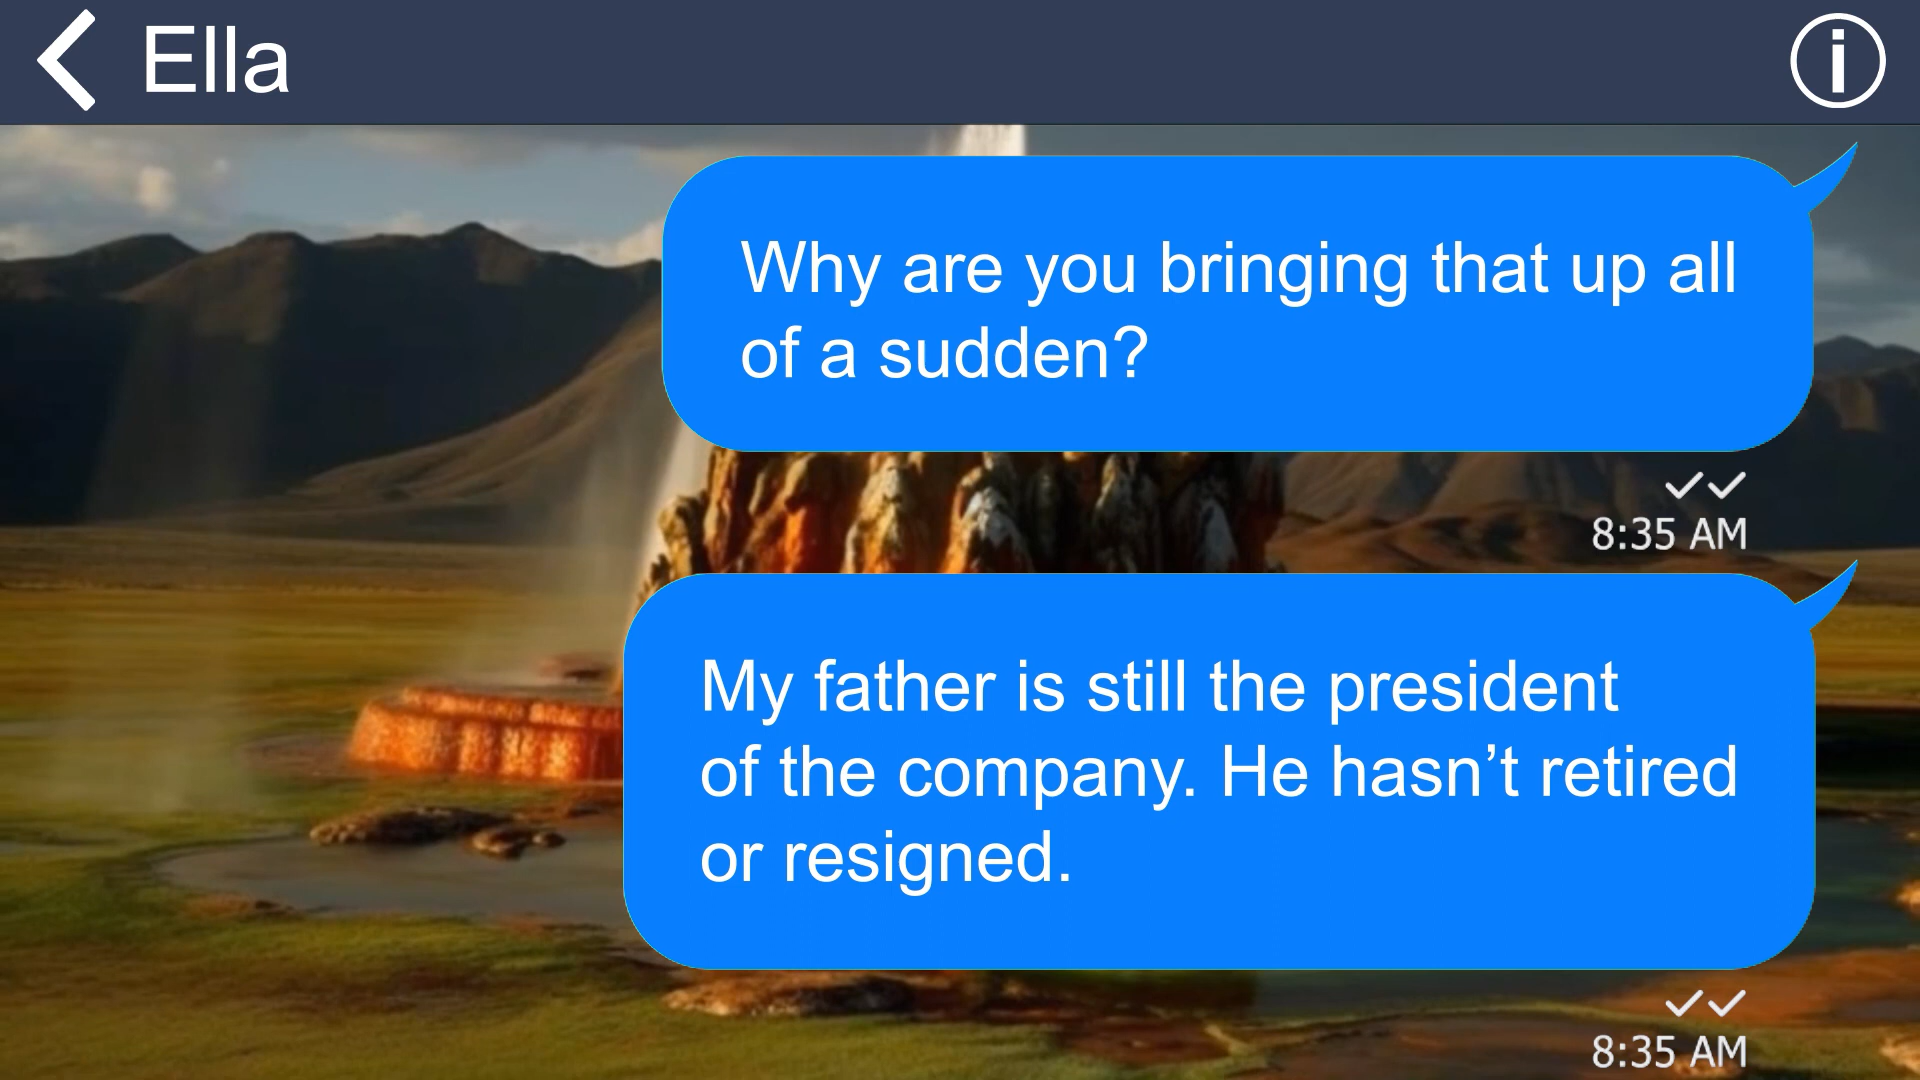 Ella
Why are you bringing that up all
of a sudden?
8:35 AM
My father is still the president
of the company. He hasn’t retired
or resigned.
8:35 AM